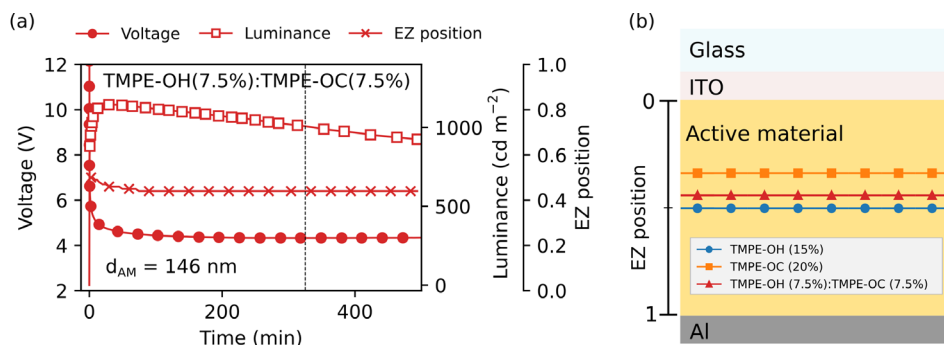 (a)
Voltage Luminance EZ position
TMPE-OH(7.5%):TMPE-OC(7.5%)
d_AM = 146 nm
Voltage (V)
12
10
8
6
4
2
0 200 400
Time (min)
1000
500
0
Luminance (cd m⁻²)
1.0
0.8
0.6
0.4
0.2
0.0
EZ position
(b)
Glass
ITO
Active material
0
1
EZ position
TMPE-OH (15%)
TMPE-OC (20%)
TMPE-OH (7.5%):TMPE-OC (7.5%)
Al